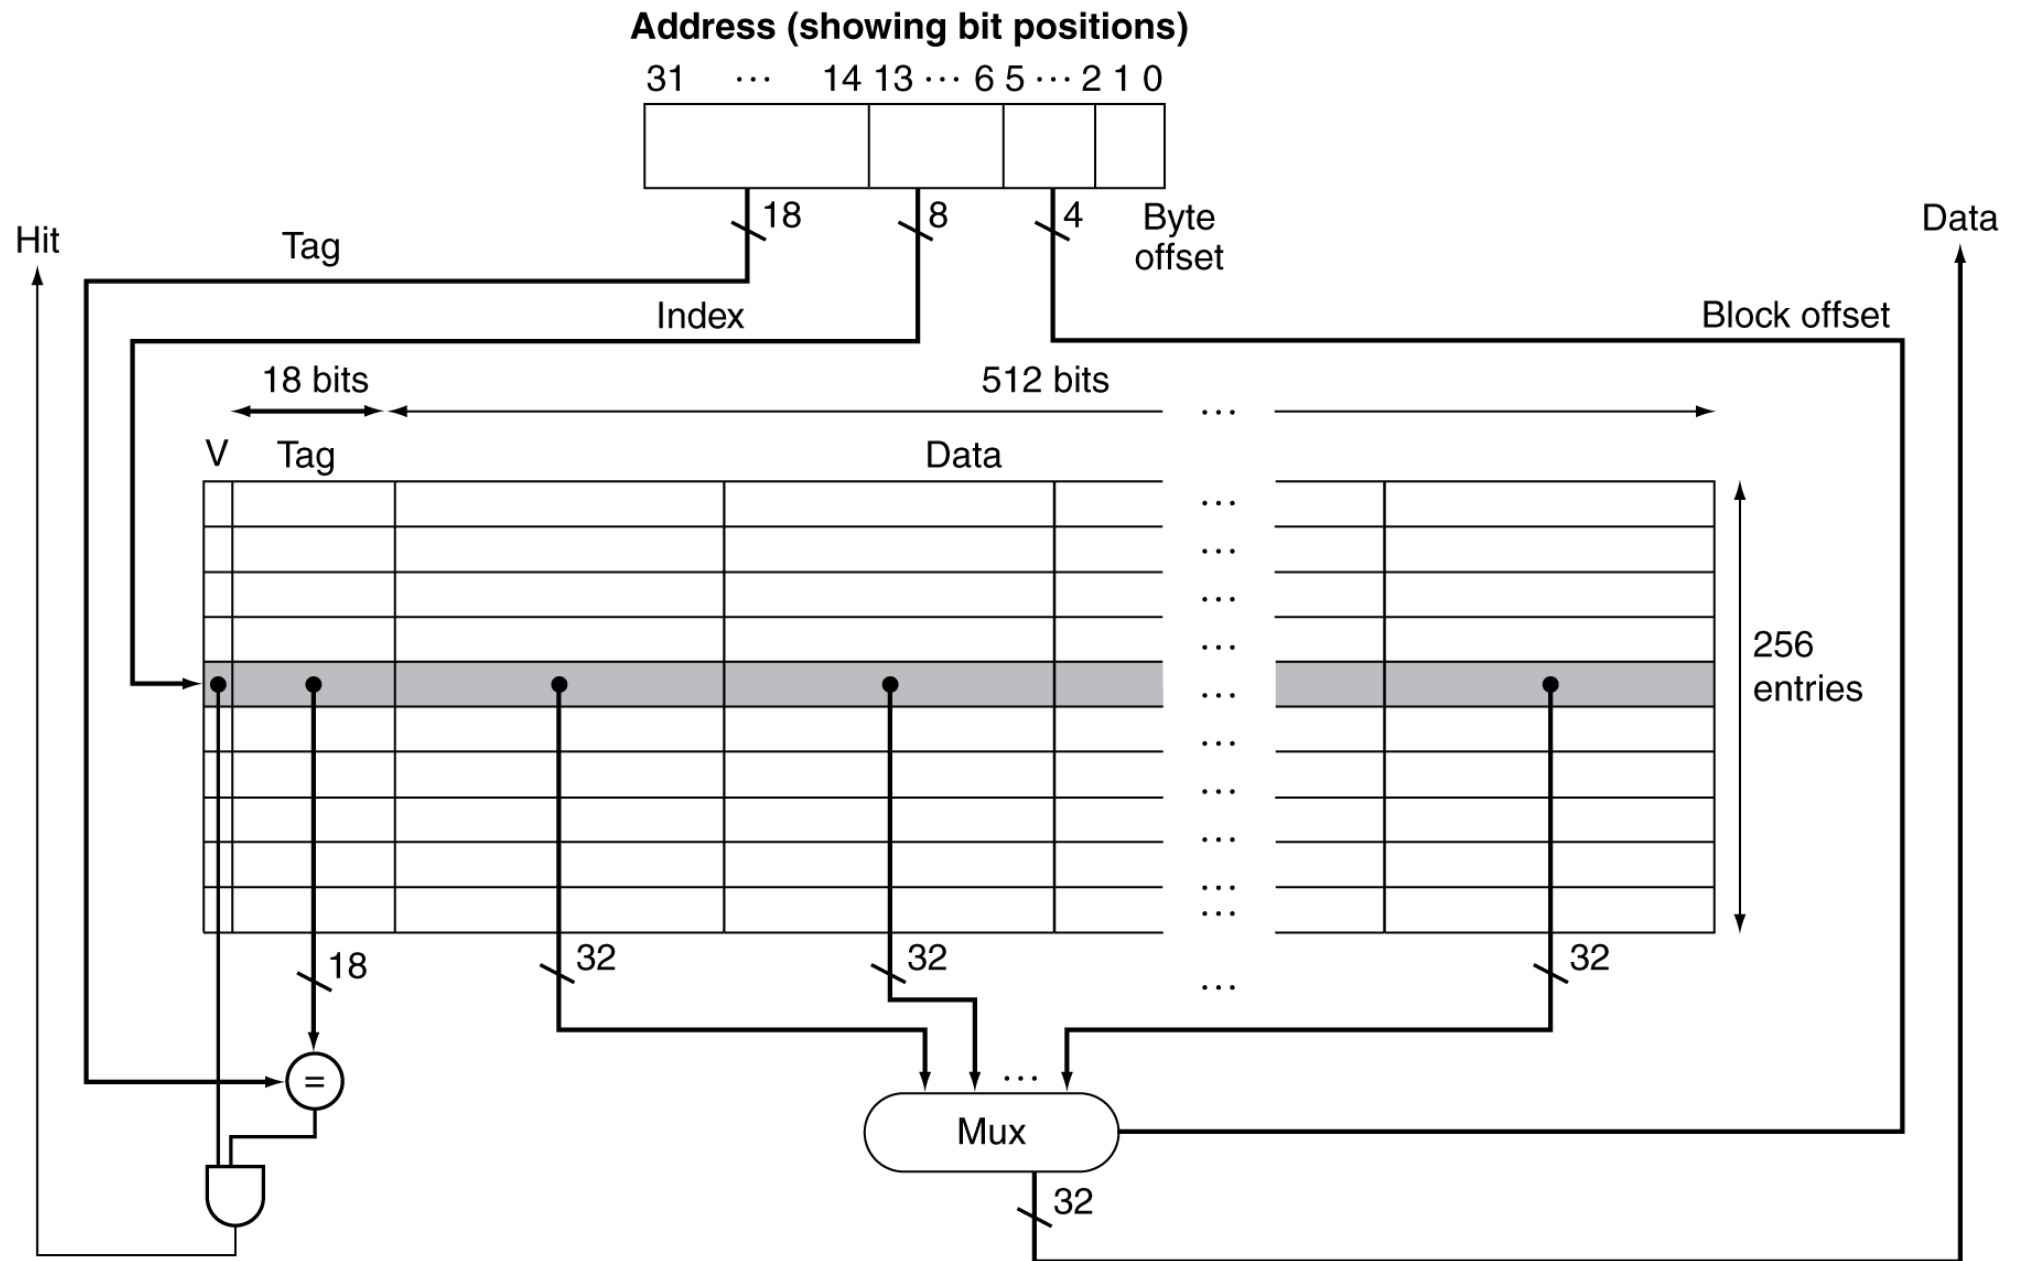 Address (showing bit positions)
31 ··· 14 13 ··· 6 5 ··· 2 1 0
18 8 4 Byte offset
Hit
Tag
Data
Index
Block offset
18 bits
512 bits
···
V Tag Data
···
···
···
···
···
···
···
···
···
···
256
entries
18
32
32
···
32
=
···
Mux
32